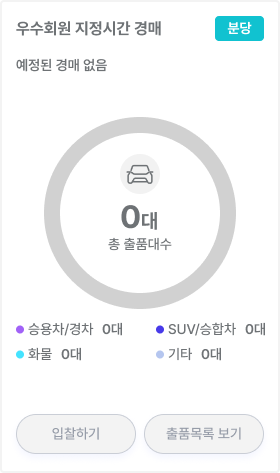 우수회원 지정시간 경매 분당
예정된 경매 없음
0대
총 출품대수
승용차/경차 0대 SUV/승합차 0대
화물 0대 기타 0대
입찰하기 출품목록 보기